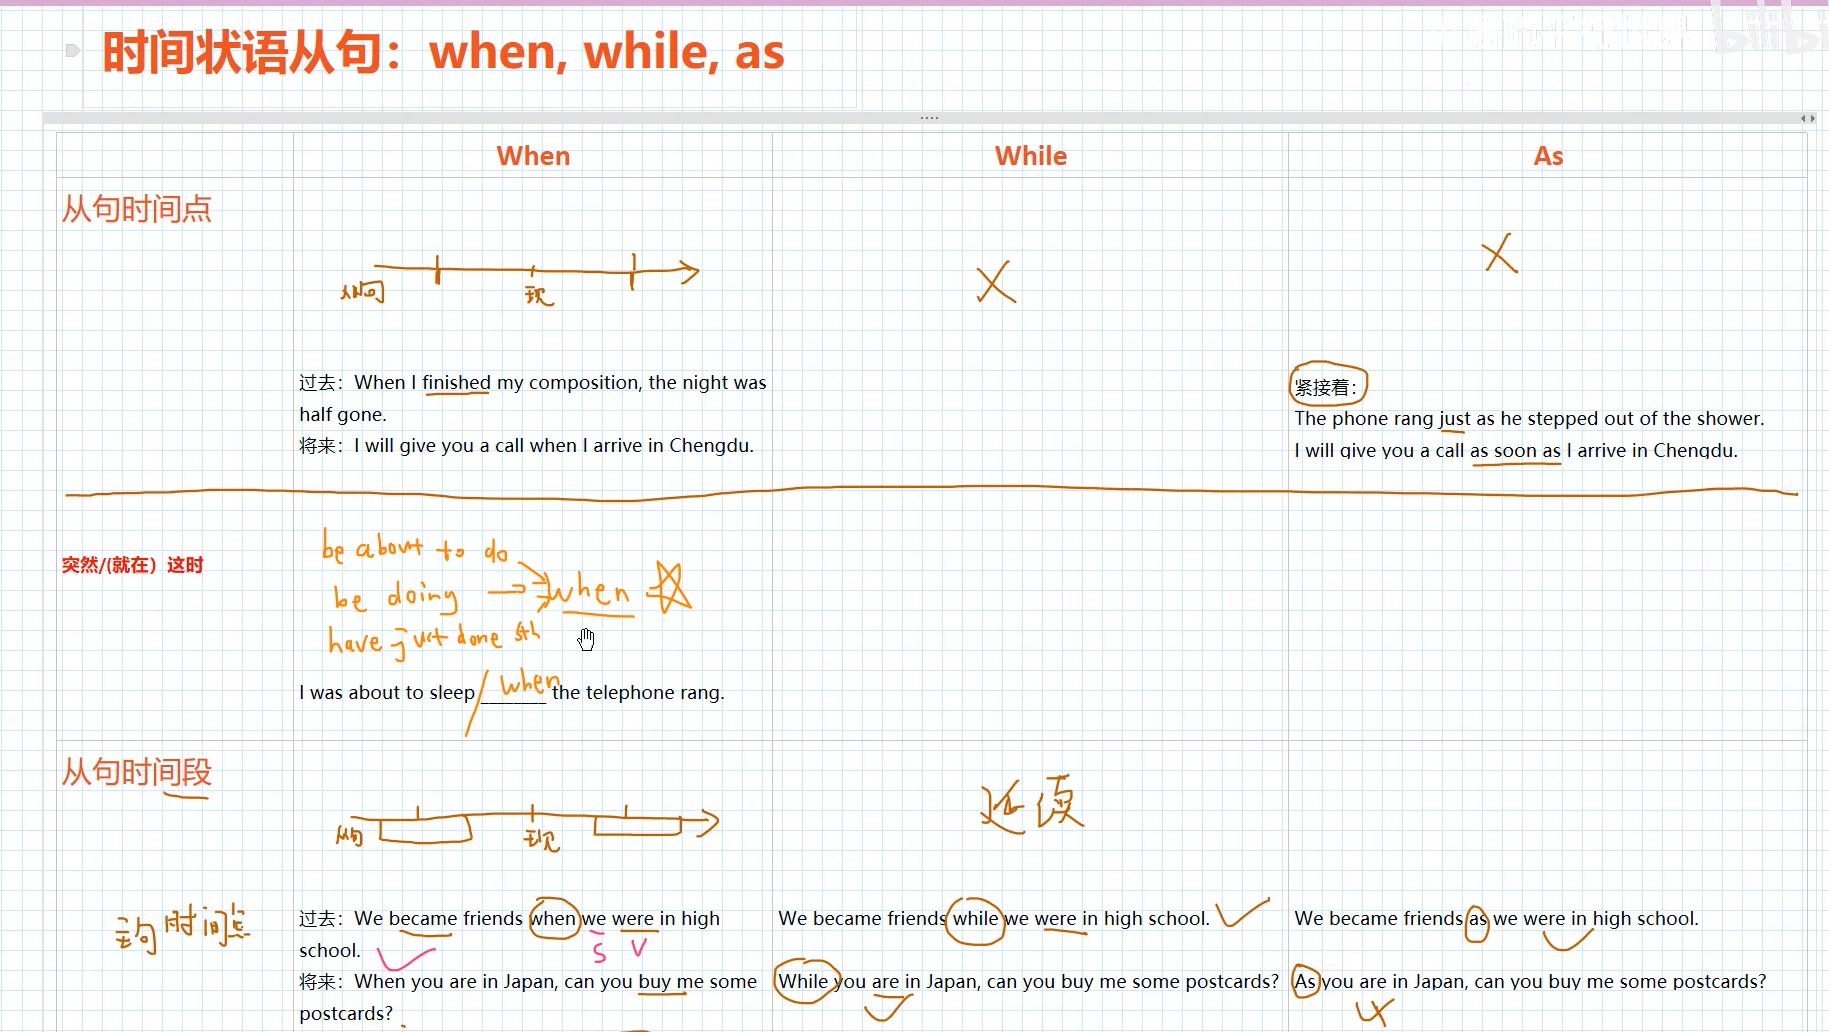 时间状语从句：when, while, as
When
While
As
从句时间点
从句
现
过去：When I finished my composition, the night was
half gone.
将来：I will give you a call when I arrive in Chengdu.
紧接着：
The phone rang just as he stepped out of the shower.
I will give you a call as soon as I arrive in Chengdu.
突然/(就在）这时
be about to do
be doing
when
have just done sth
I was about to sleep ________ the telephone rang.
when
从句时间段
从句
现
延续
主句时间点
过去：We became friends when we were in high
school.
S V
将来：When you are in Japan, can you buy me some
postcards?
We became friends while we were in high school.
While you are in Japan, can you buy me some postcards?
We became friends as we were in high school.
As you are in Japan, can you buy me some postcards?